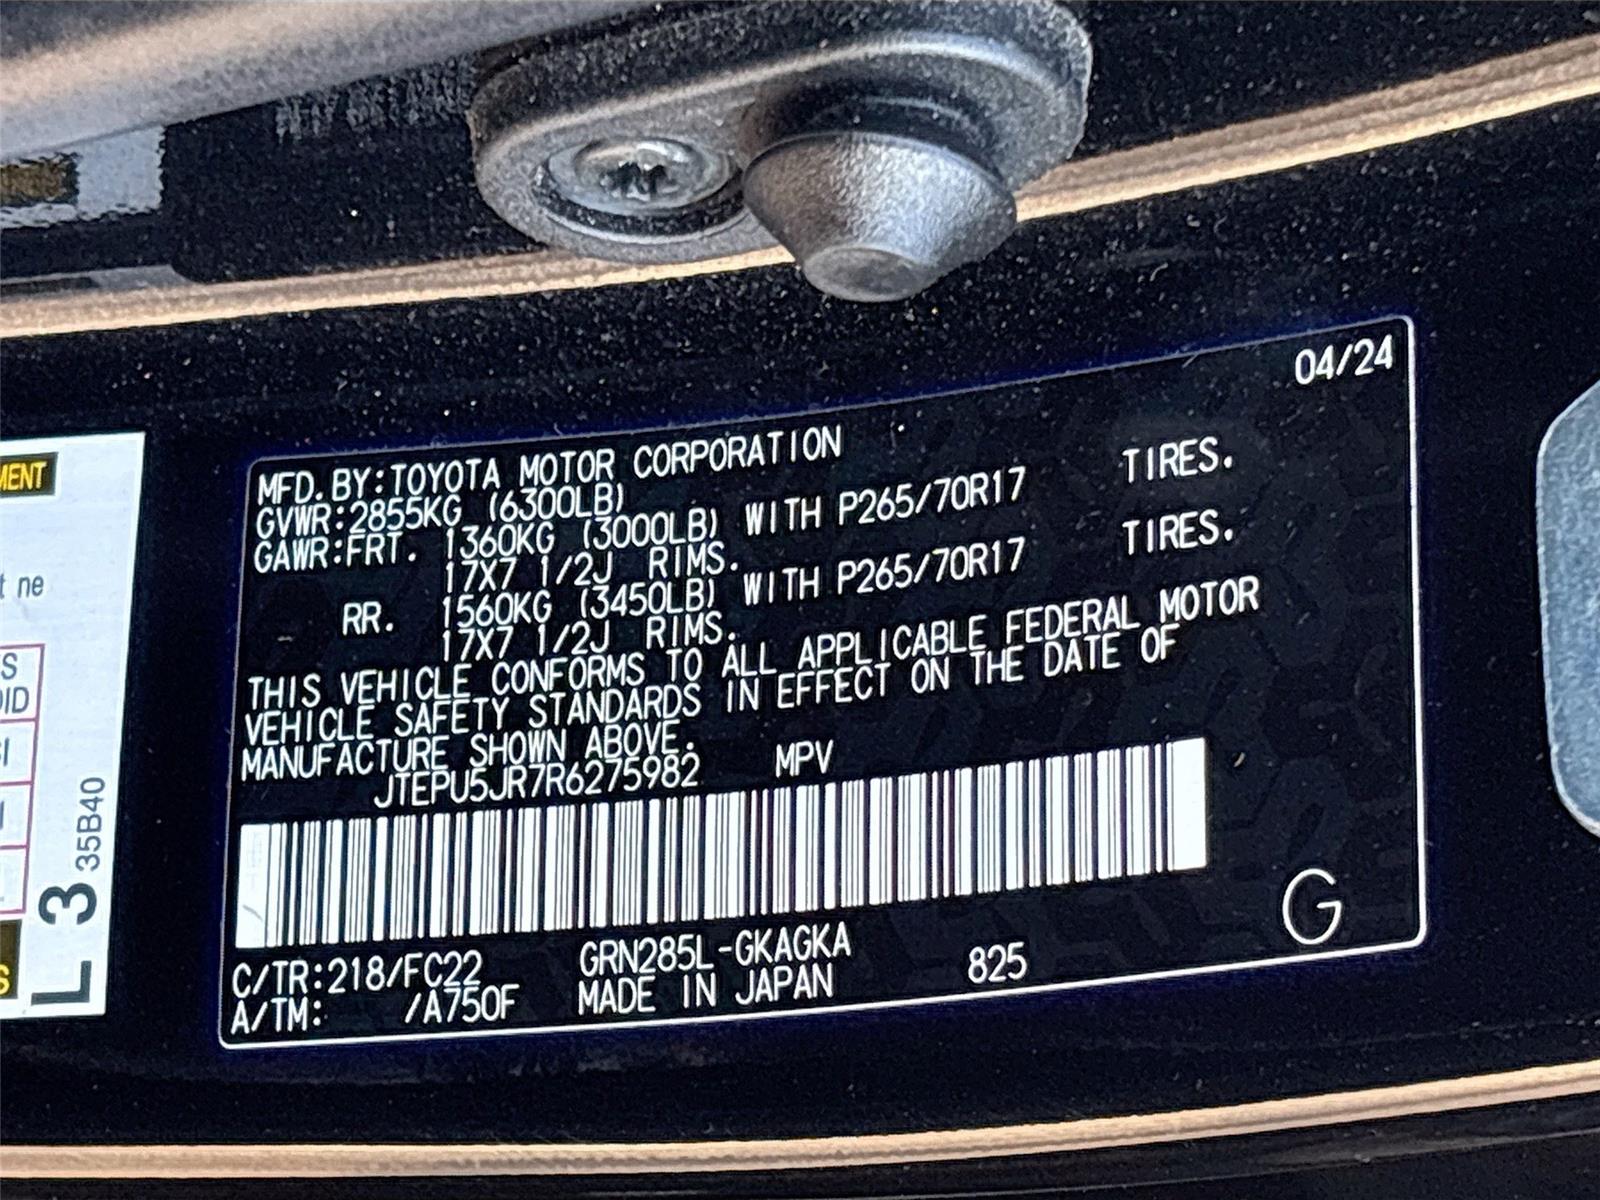 04/24
MFD.BY:TOYOTA MOTOR CORPORATION
GVWR:2855KG (6300LB)
GAWR:FRT. 1360KG (3000LB) WITH P265/70R17 TIRES.
17X7 1/2J RIMS.
RR. 1560KG (3450LB) WITH P265/70R17 TIRES.
17X7 1/2J RIMS.
THIS VEHICLE CONFORMS TO ALL APPLICABLE FEDERAL MOTOR
VEHICLE SAFETY STANDARDS IN EFFECT ON THE DATE OF
MANUFACTURE SHOWN ABOVE.
JTEPU5JR7R6275982 MPV
C/TR:218/FC22 GRN285L-GKAGKA 825
A/TM: /A750F MADE IN JAPAN
G
MENT
t ne
S
OID
L 3 35B40